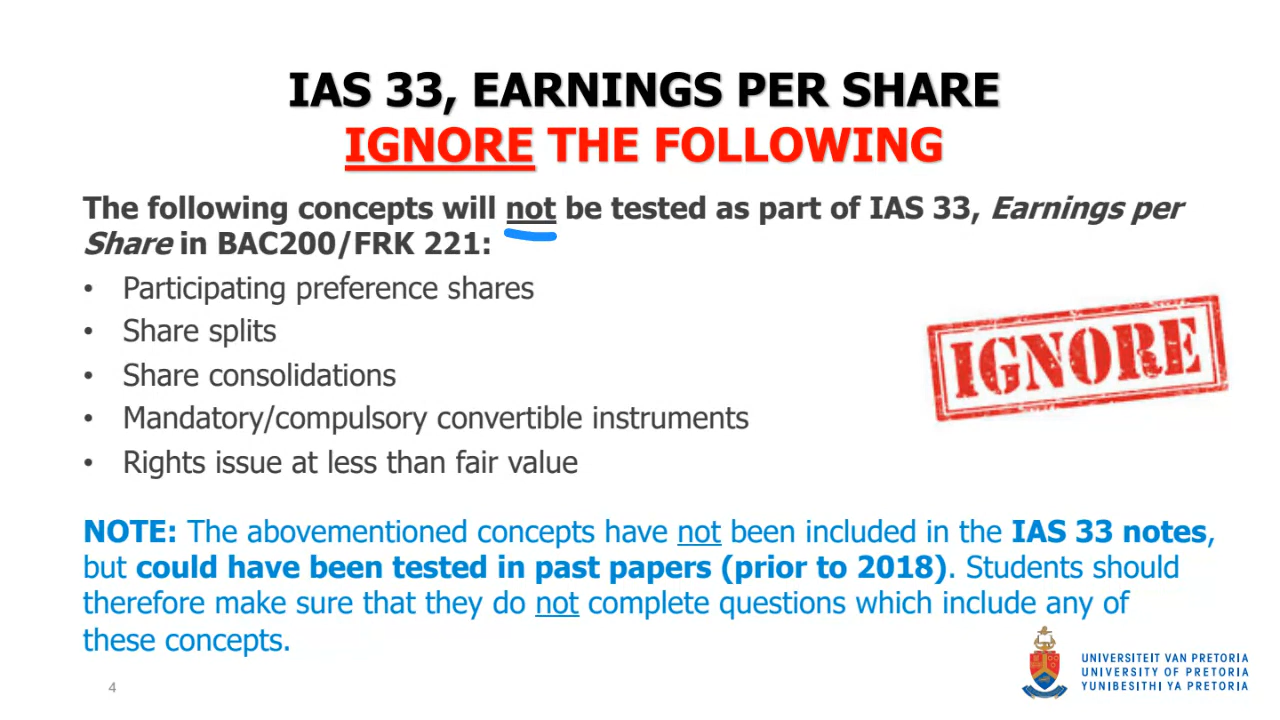 IAS 33, EARNINGS PER SHARE
IGNORE THE FOLLOWING
The following concepts will not be tested as part of IAS 33, Earnings per
Share in BAC200/FRK 221:
• Participating preference shares
• Share splits
• Share consolidations
• Mandatory/compulsory convertible instruments
• Rights issue at less than fair value
IGNORE
NOTE: The abovementioned concepts have not been included in the IAS 33 notes,
but could have been tested in past papers (prior to 2018). Students should
therefore make sure that they do not complete questions which include any of
these concepts.
UNIVERSITEIT VAN PRETORIA
UNIVERSITY OF PRETORIA
YUNIBESITHI YA PRETORIA
4